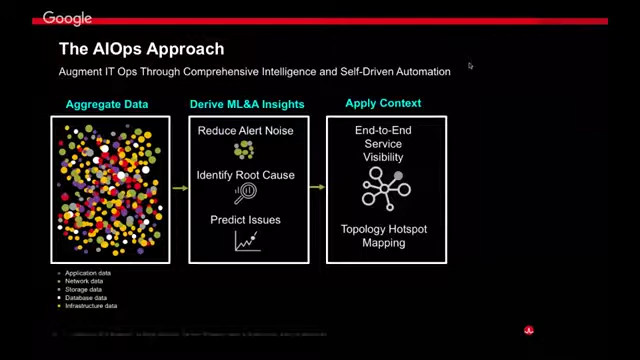 Google
The AIOps Approach
Augment IT Ops Through Comprehensive Intelligence and Self-Driven Automation
Aggregate Data
Derive ML&A Insights
Reduce Alert Noise
Identify Root Cause
Predict Issues
Apply Context
End-to-End
Service
Visibility
Topology Hotspot
Mapping
Application data
Network data
Storage data
Database data
Infrastructure data